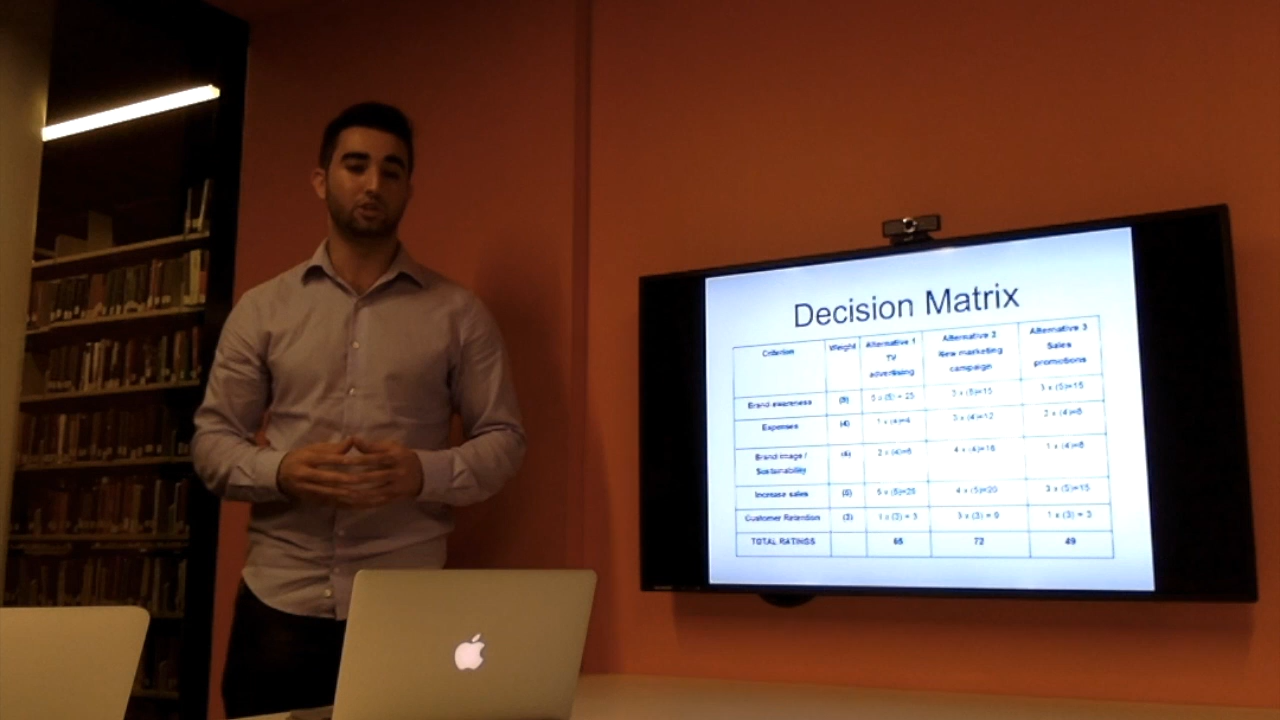 Decision Matrix
Criterion Weight Alternative 1 TV advertising Alternative 2 New marketing campaign Alternative 3 Sales promotions
Brand awareness (5) 5 x (5) = 25 3 x (5)=15 3 x (5)=15
Expenses (4) 1 x (4)=4 3 x (4)=12 2 x (4)=8
Brand image / Sustainability (4) 2 x (4)=8 4 x (4)=16
Increase sales (5) 5 x (5)=25 4 x (5)=20 3 x (5)=15
Customer Retention (3) 1 x (3) = 3 3 x (3) = 9 1 x (3) = 3
TOTAL RATINGS 65 72 49